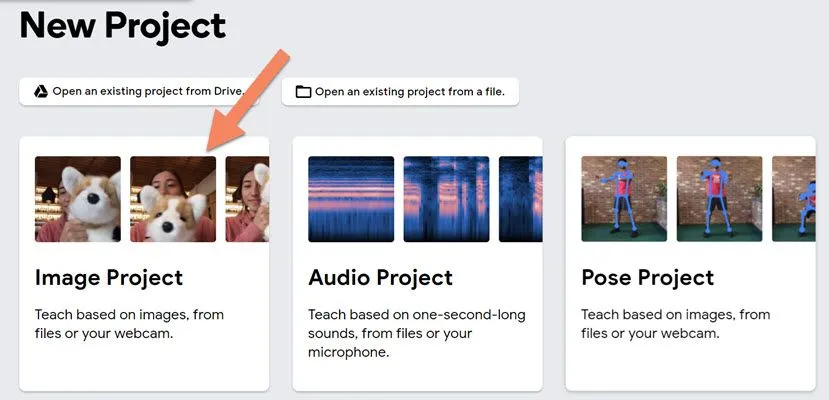 New Project
Open an existing project from Drive.
Open an existing project from a file.
Image Project
Teach based on images, from
files or your webcam.
Audio Project
Teach based on one-second-long
sounds, from files or your
microphone.
Pose Project
Teach based on images, from
files or your webcam.